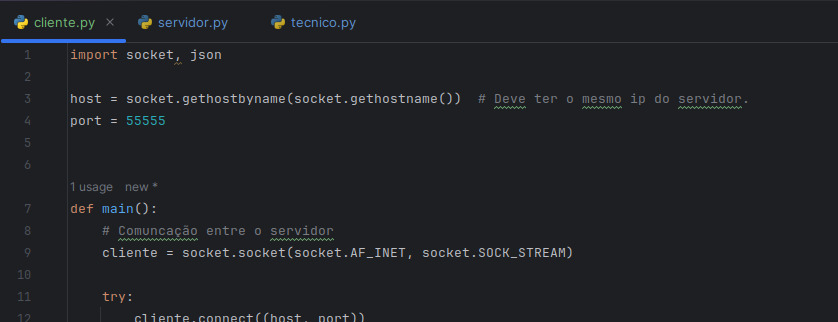 cliente.py × servidor.py tecnico.py
1 import socket, json
2
3 host = socket.gethostbyname(socket.gethostname())  # Deve ter o mesmo ip do servidor.
4 port = 55555
5
6
1 usage new *
7 def main():
8     # Comuncação entre o servidor
9     cliente = socket.socket(socket.AF_INET, socket.SOCK_STREAM)
10
11     try:
12         cliente.connect((host, port))